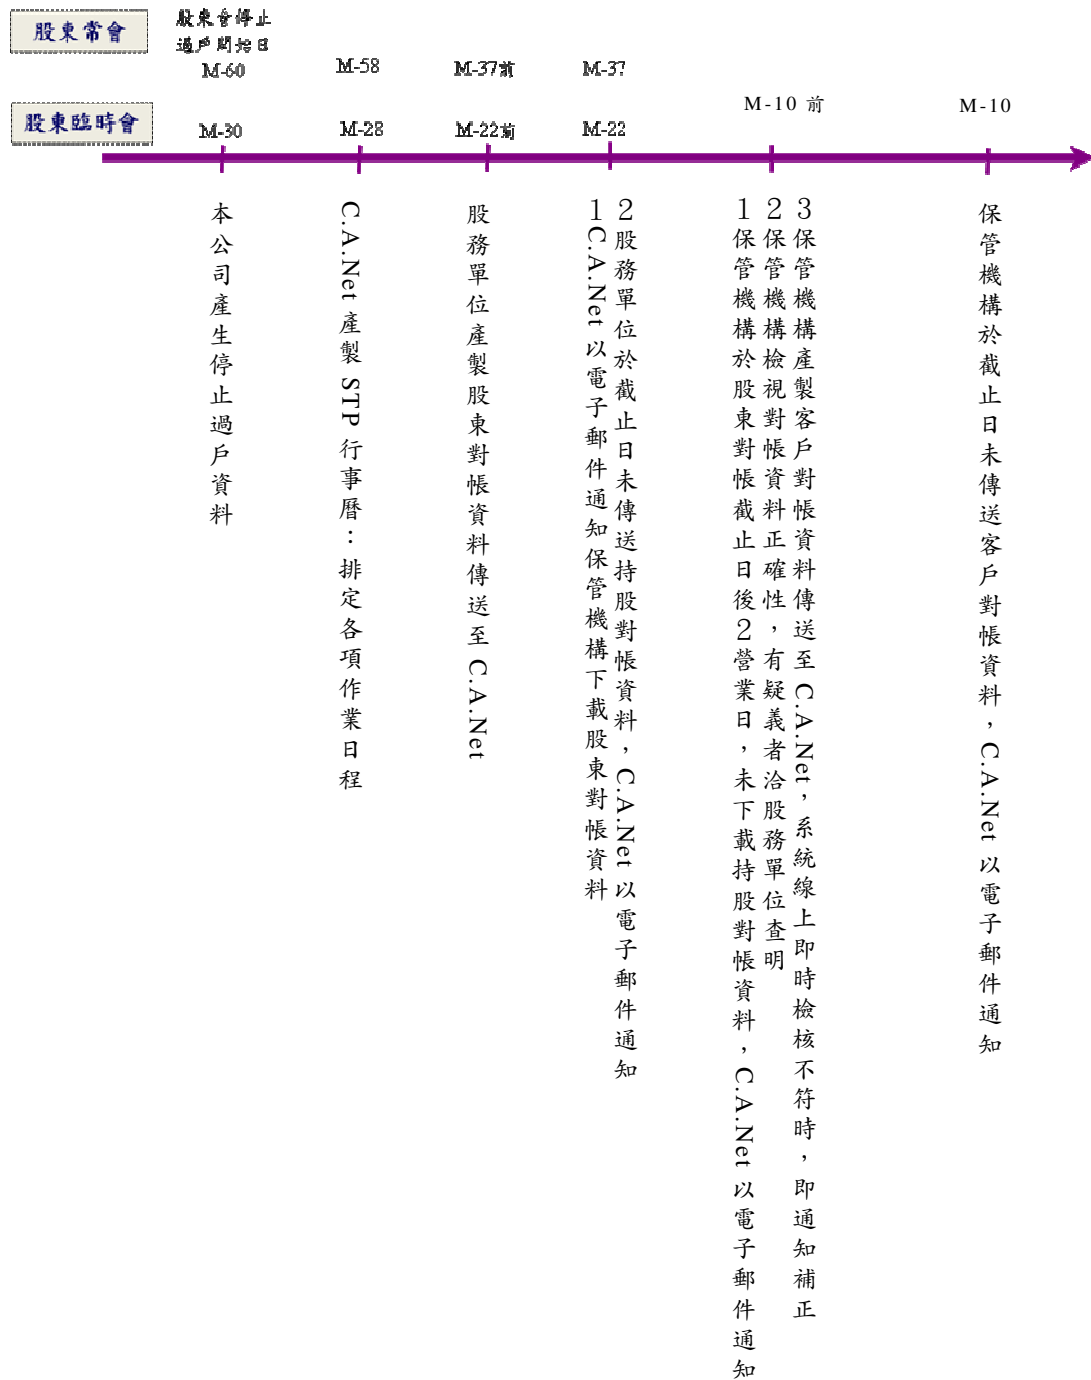 股東常會
股東會停止
過戶開始日
M-60
M-58
M-37前
M-37
M-10 前
M-10
股東臨時會
M-30
M-28
M-22前
M-22
本公司產生停止過戶資料
C.A.Net 產製 STP 行事曆：排定各項作業日程
股務單位產製股東對帳資料傳送至 C.A.Net
1C.A.Net 以電子郵件通知保管機構下載股東對帳資料
2股務單位於截止日未傳送持股對帳資料，C.A.Net 以電子郵件通知
1保管機構於股東對帳截止日後2營業日，未下載持股對帳資料，C.A.Net 以電子郵件通知
2保管機構檢視對帳資料正確性，有疑義者洽股務單位查明
3保管機構產製客戶對帳資料傳送至 C.A.Net，系統線上即時檢核不符時，即通知補正
保管機構於截止日未傳送客戶對帳資料，C.A.Net 以電子郵件通知